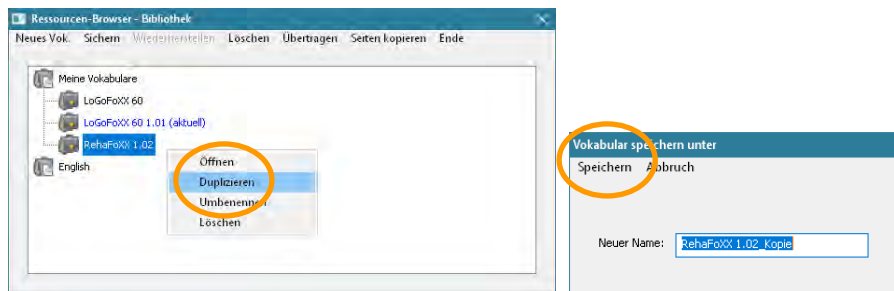 Ressourcen-Browser - Bibliothek
Neues Vok. Sichern Wiederherstellen Löschen Übertragen Seiten kopieren Ende
Meine Vokabulare
LoGoFoXX 60
LoGoFoXX 60 1.01 (aktuell)
RehaFoXX 1.02
English
Öffnen
Duplizieren
Umbenennen
Löschen
Vokabular speichern unter
Speichern Abbruch
Neuer Name: RehaFoXX 1.02_Kopie